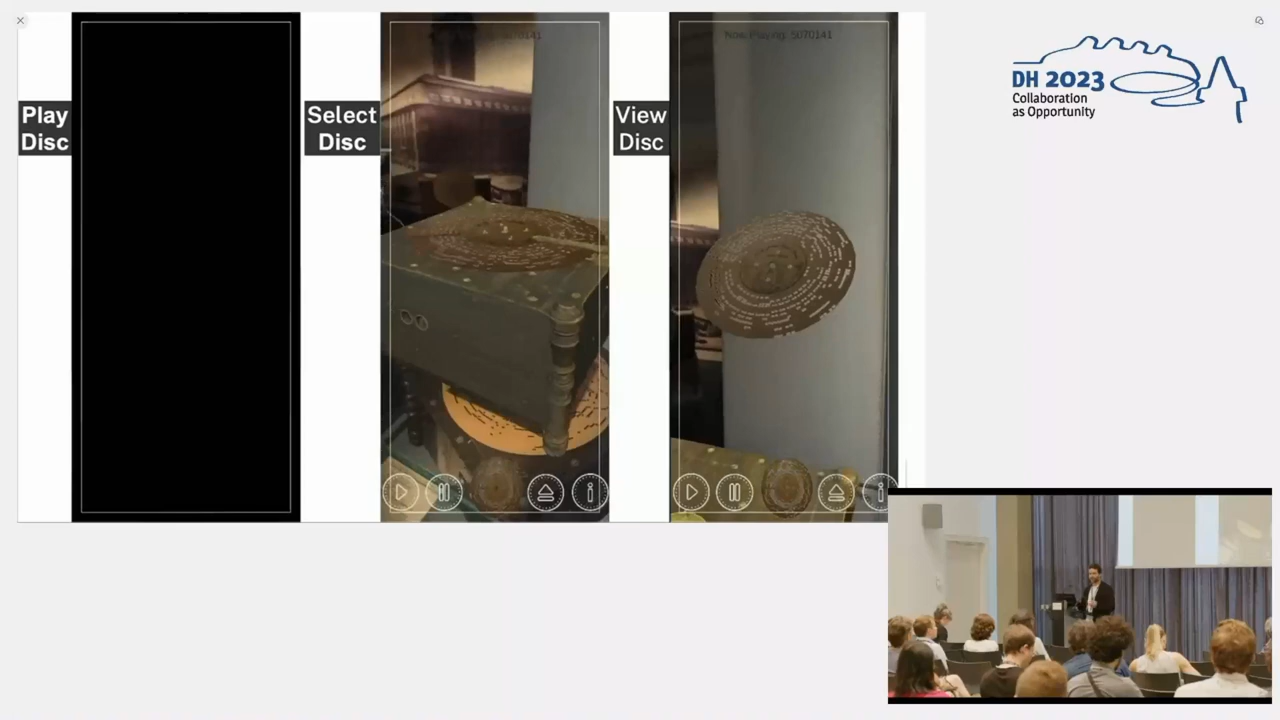 Play
Disc
Select
Disc
View
Disc
Now Playing: 5070141
DH 2023
Collaboration
as Opportunity